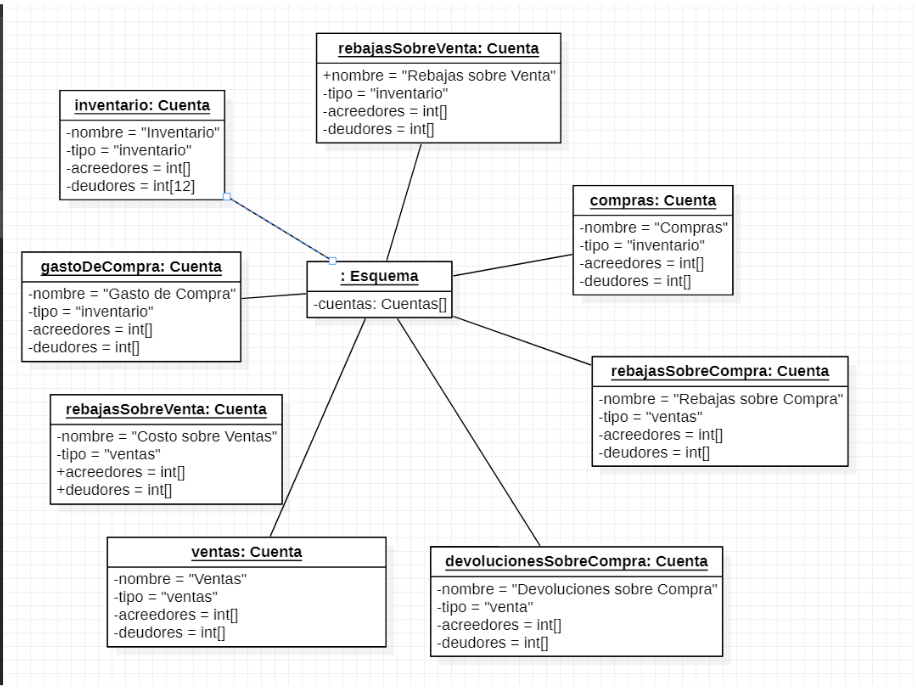 rebajasSobreVenta: Cuenta
+nombre = "Rebajas sobre Venta"
-tipo = "inventario"
-acreedores = int[]
-deudores = int[]
inventario: Cuenta
-nombre = "Inventario"
-tipo = "inventario"
-acreedores = int[]
-deudores = int[12]
compras: Cuenta
-nombre = "Compras"
-tipo = "inventario"
-acreedores = int[]
-deudores = int[]
gastoDeCompra: Cuenta
-nombre = "Gasto de Compra"
-tipo = "inventario"
-acreedores = int[]
-deudores = int[]
: Esquema
-cuentas: Cuentas[]
rebajasSobreCompra: Cuenta
-nombre = "Rebajas sobre Compra"
-tipo = "ventas"
-acreedores = int[]
-deudores = int[]
rebajasSobreVenta: Cuenta
-nombre = "Costo sobre Ventas"
-tipo = "ventas"
+acreedores = int[]
+deudores = int[]
ventas: Cuenta
-nombre = "Ventas"
-tipo = "ventas"
-acreedores = int[]
-deudores = int[]
devolucionesSobreCompra: Cuenta
-nombre = "Devoluciones sobre Compra"
-tipo = "venta"
-acreedores = int[]
-deudores = int[]